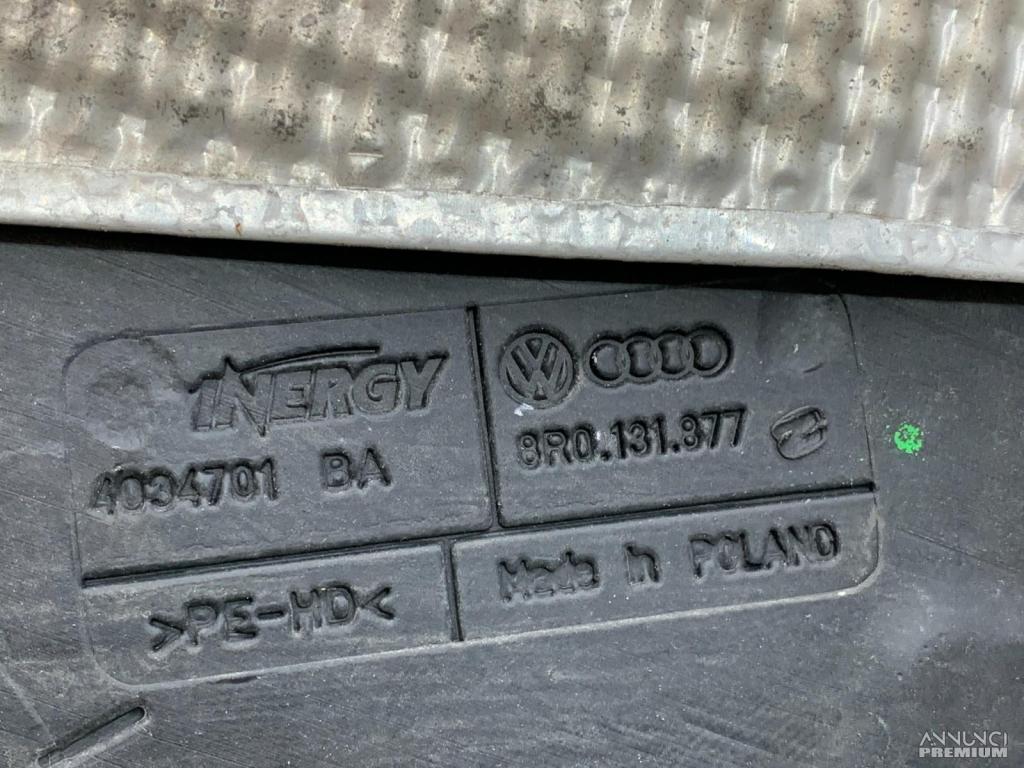 INERGY
4034701 BA
8R0.131.877
>PE-HD<
Made in POLAND
ANNUNCI
PREMIUM